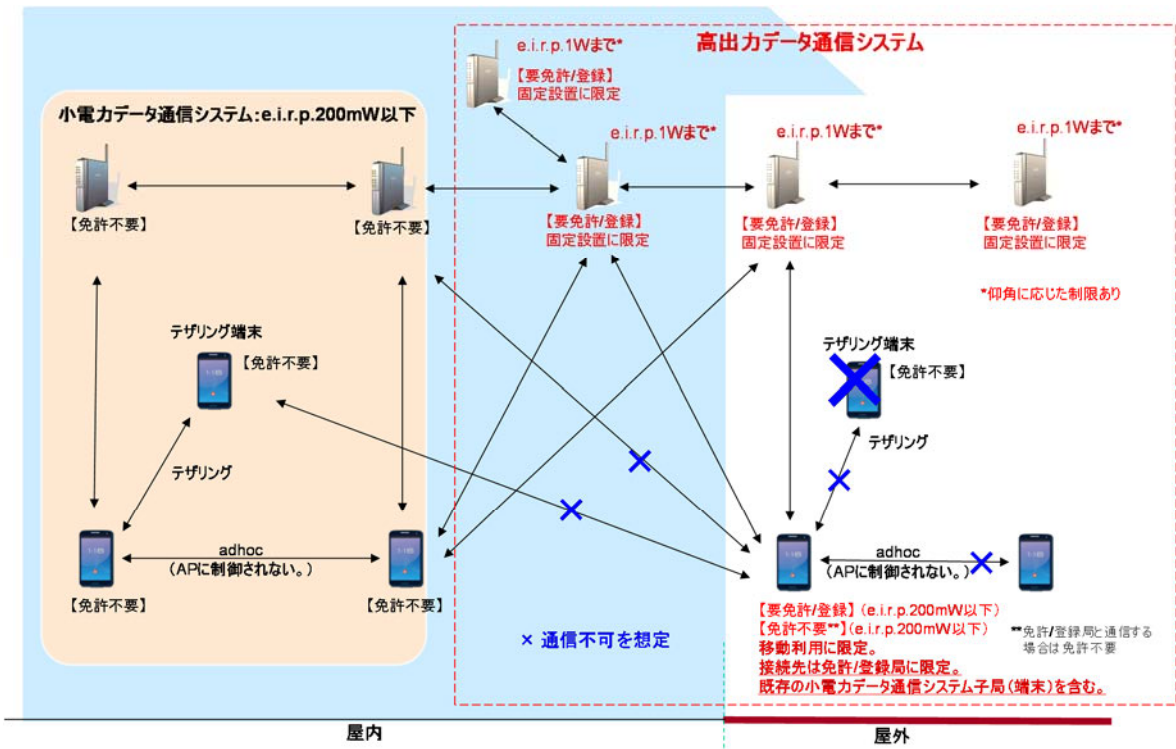 高出力データ通信システム
e.i.r.p.1Wまで*
【要免許/登録】
固定設置に限定
小電力データ通信システム:e.i.r.p.200mW以下
【免許不要】
【免許不要】
e.i.r.p.1Wまで*
【要免許/登録】
固定設置に限定
e.i.r.p.1Wまで*
【要免許/登録】
固定設置に限定
e.i.r.p.1Wまで*
【要免許/登録】
固定設置に限定
*仰角に応じた制限あり
テザリング端末
【免許不要】
テザリング
テザリング端末
【免許不要】
テザリング
adhoc
(APに制御されない。)
【免許不要】
【免許不要】
adhoc
(APに制御されない。)
【要免許/登録】(e.i.r.p.200mW以下)
【免許不要**】(e.i.r.p.200mW以下)
移動利用に限定。
接続先は免許/登録局に限定。
既存の小電力データ通信システム子局(端末)を含む。
**免許/登録局と通信する
場合は免許不要
× 通信不可を想定
屋内
屋外